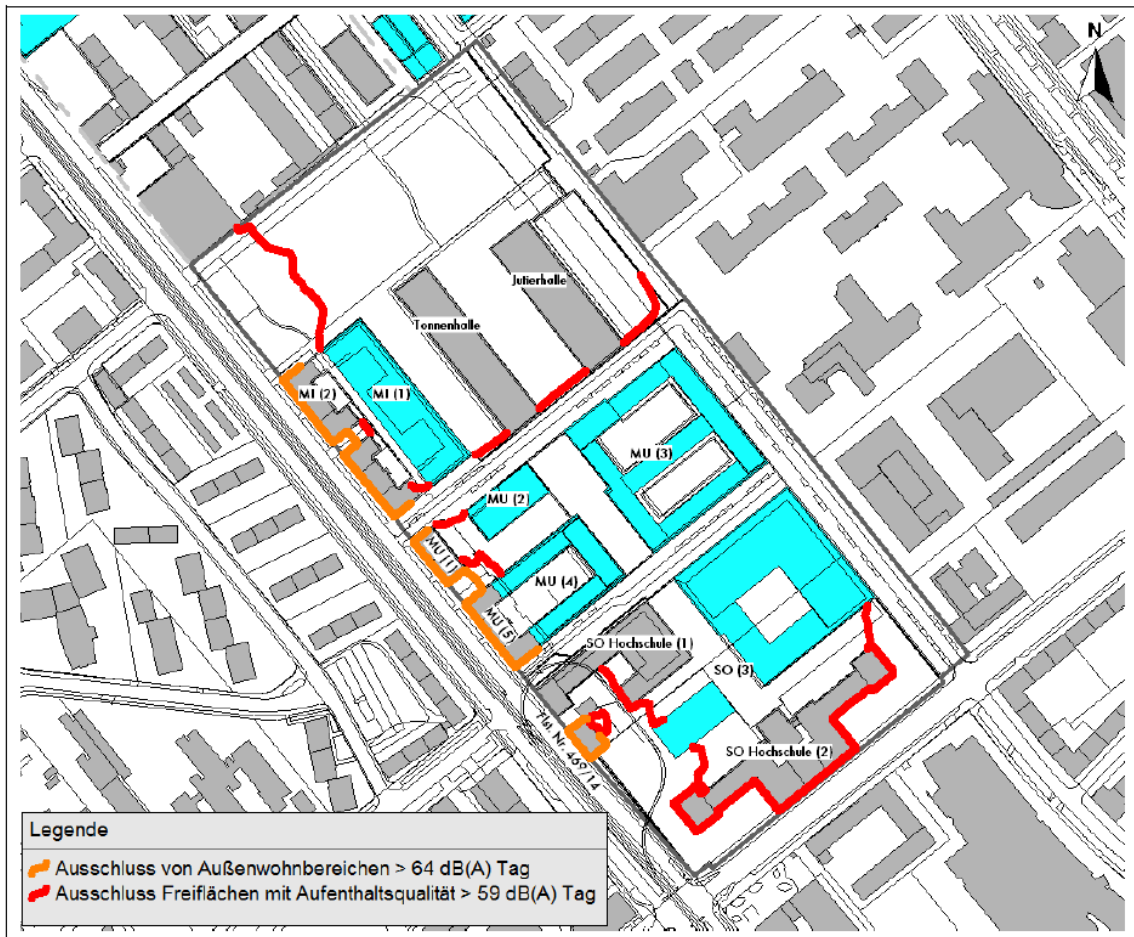 N
Julierhalle
Tonnenhalle
MI (2)
MI (1)
MU (3)
MU (2)
MU (1)
MU (4)
MU (5)
SO Hochschule (1)
SO (3)
SO Hochschule (2)
Flst. Nr. 469/14
Legende
Ausschluss von Außenwohnbereichen > 64 dB(A) Tag
Ausschluss Freiflächen mit Aufenthaltsqualität > 59 dB(A) Tag